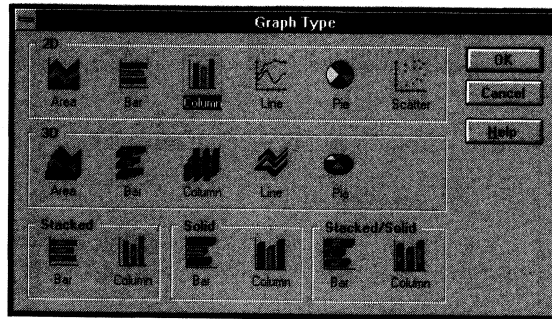 Graph Type
2D
Area Bar Column Line Pie Scatter
OK
Cancel
Help
3D
Area Bar Column Line Pie
Stacked
Bar Column
Solid
Bar Column
Stacked/Solid
Bar Column